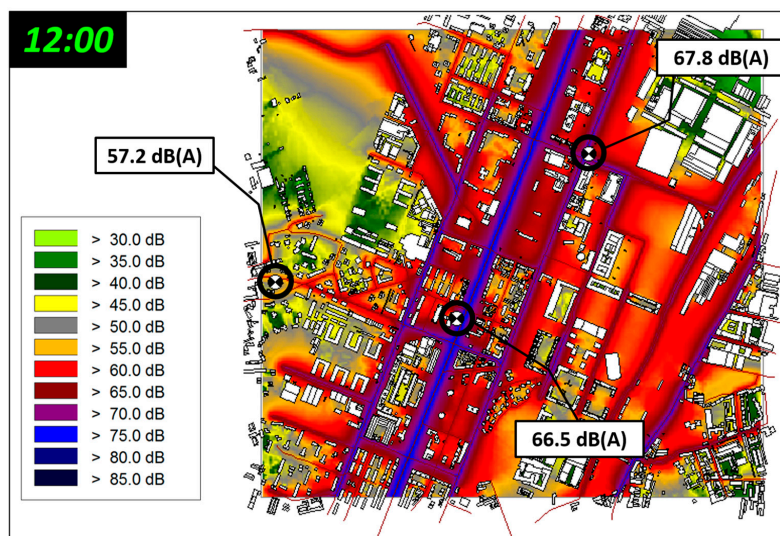 12:00
67.8 dB(A)
57.2 dB(A)
> 30.0 dB
> 35.0 dB
> 40.0 dB
> 45.0 dB
> 50.0 dB
> 55.0 dB
> 60.0 dB
> 65.0 dB
> 70.0 dB
> 75.0 dB
> 80.0 dB
> 85.0 dB
66.5 dB(A)